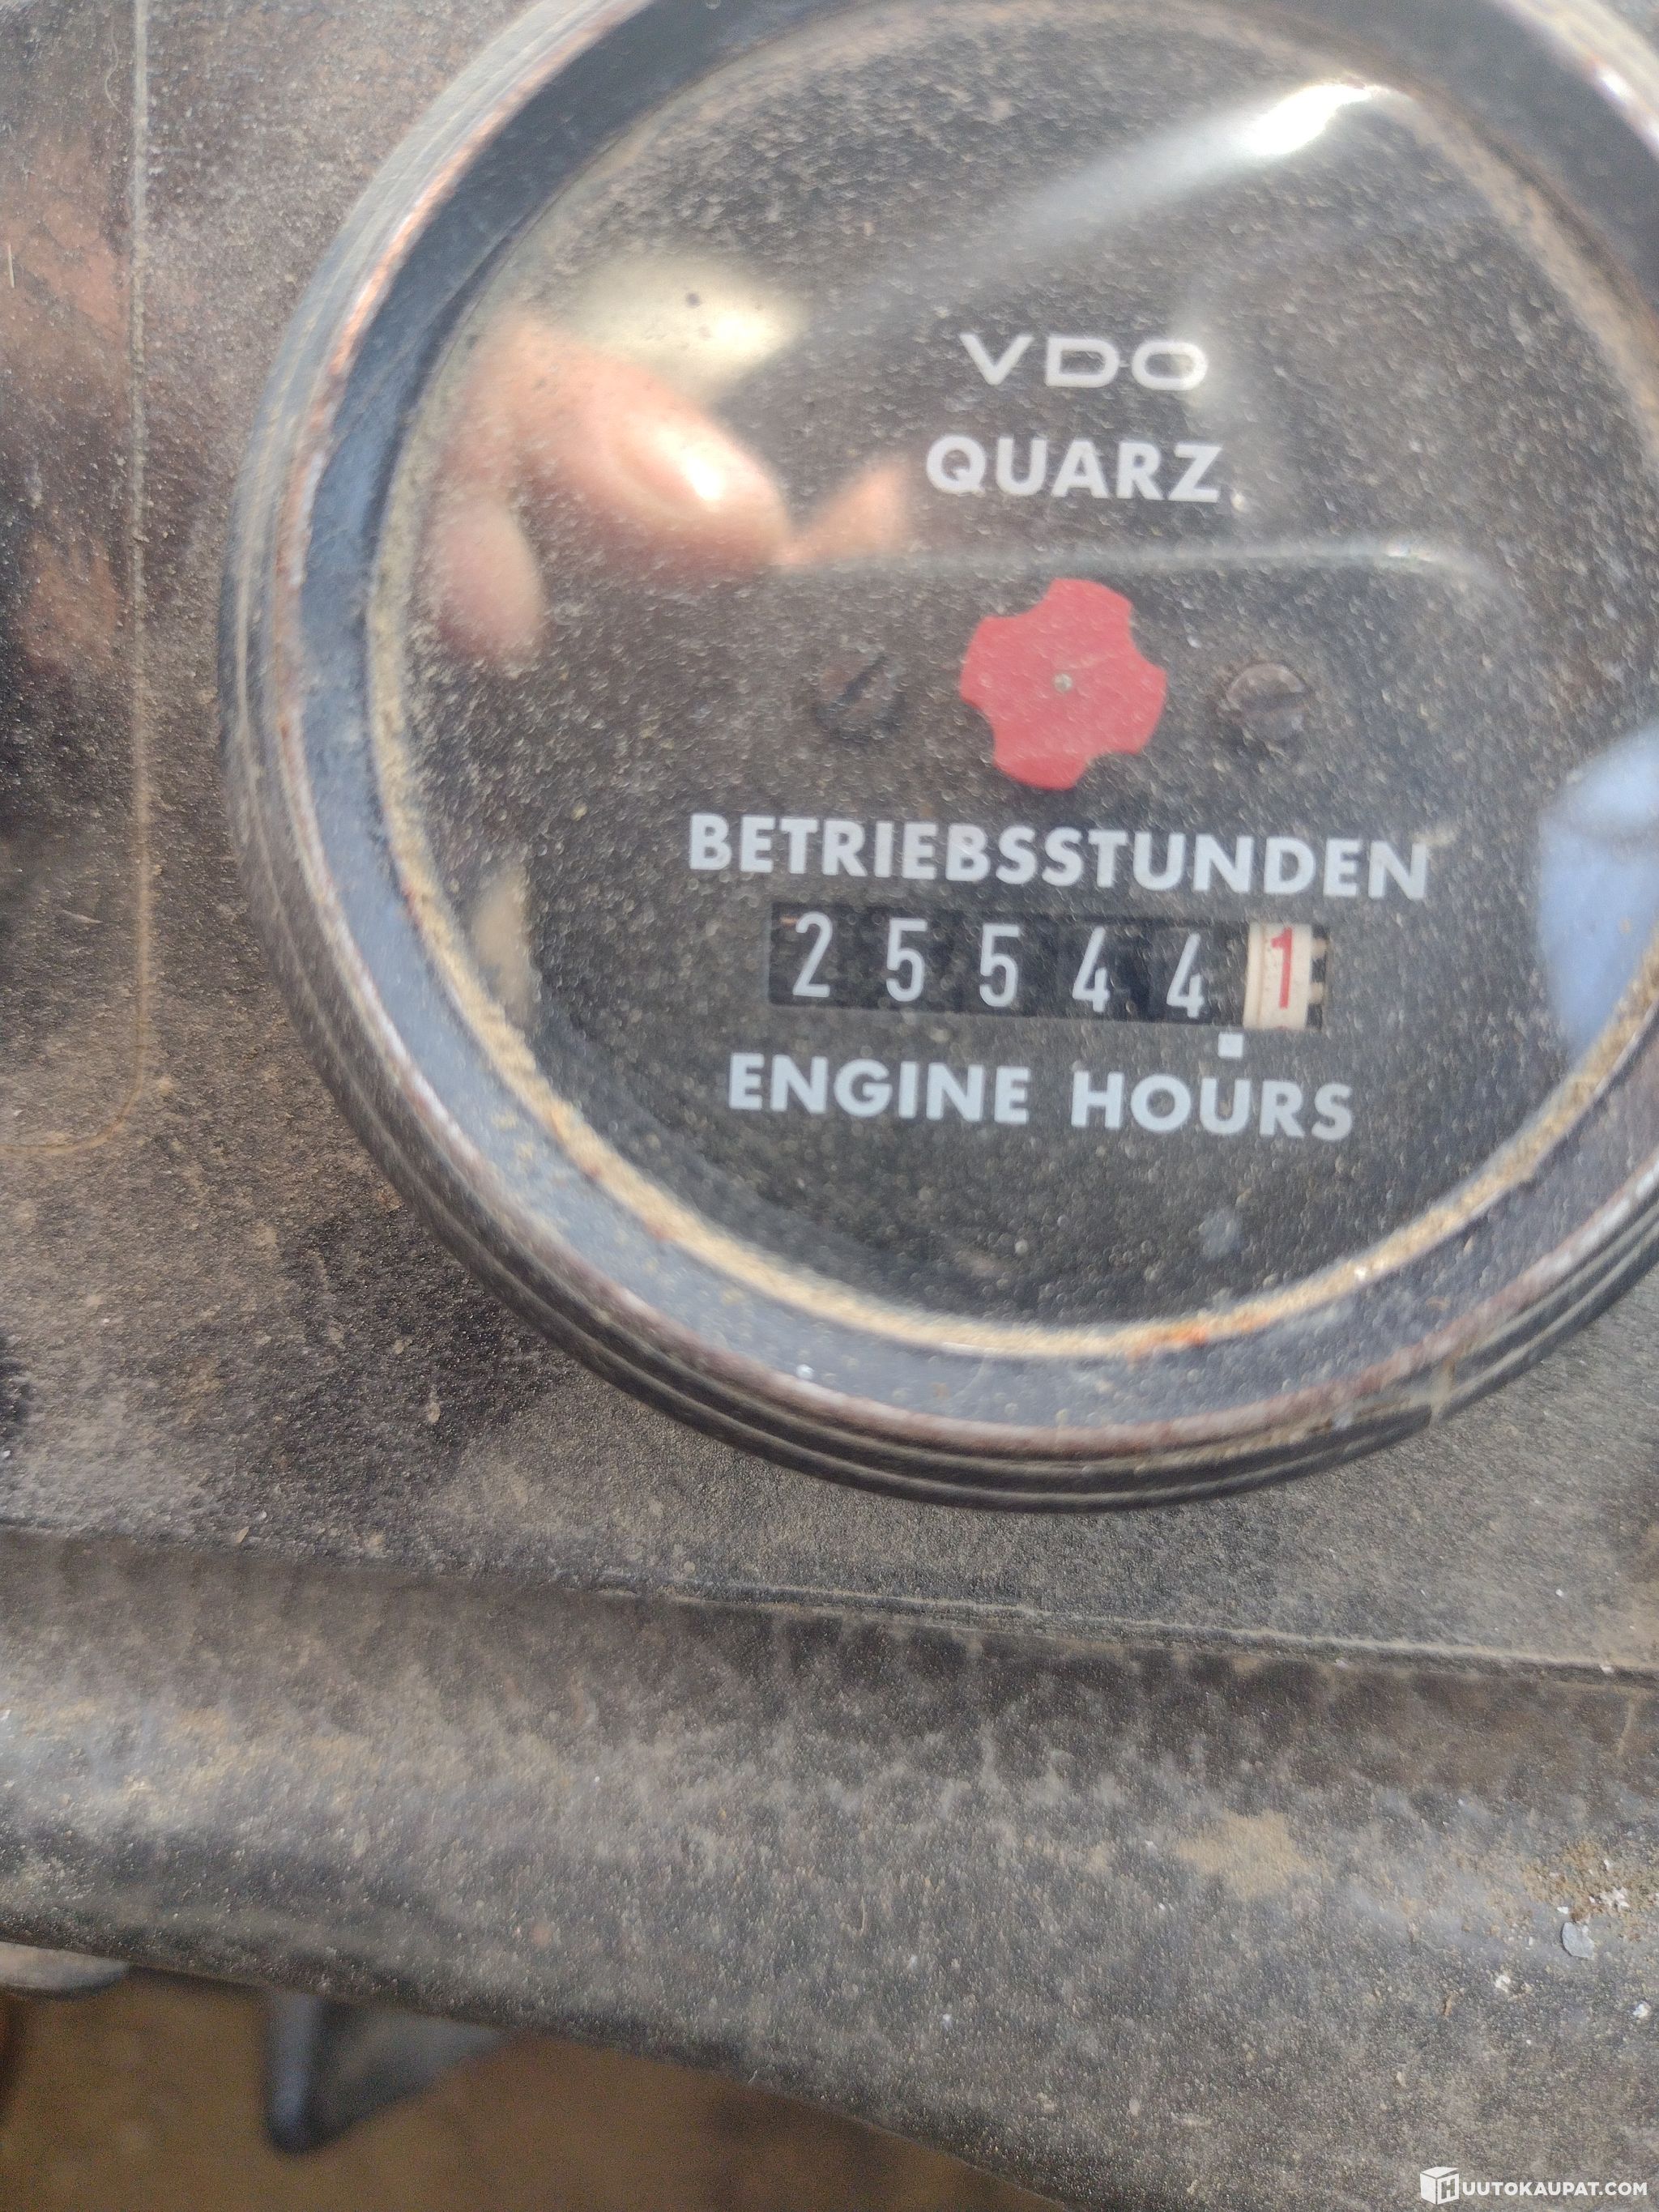 VDO
QUARZ
BETRIEBSSTUNDEN
255441
ENGINE HOURS
HUUTOKAUPAT.COM